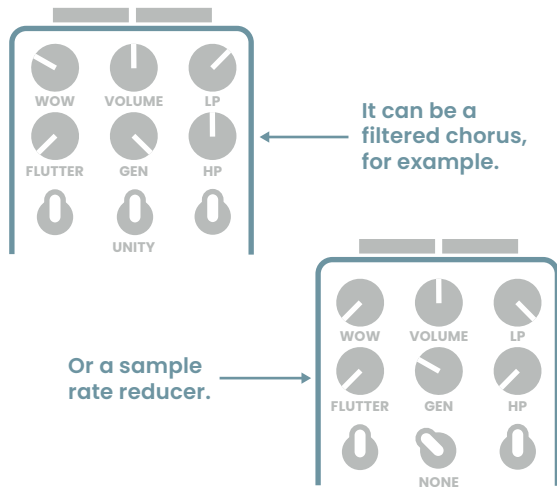 WOW VOLUME LP
It can be a
filtered chorus,
for example.
FLUTTER GEN HP
UNITY
WOW VOLUME LP
Or a sample
rate reducer.
FLUTTER GEN HP
NONE